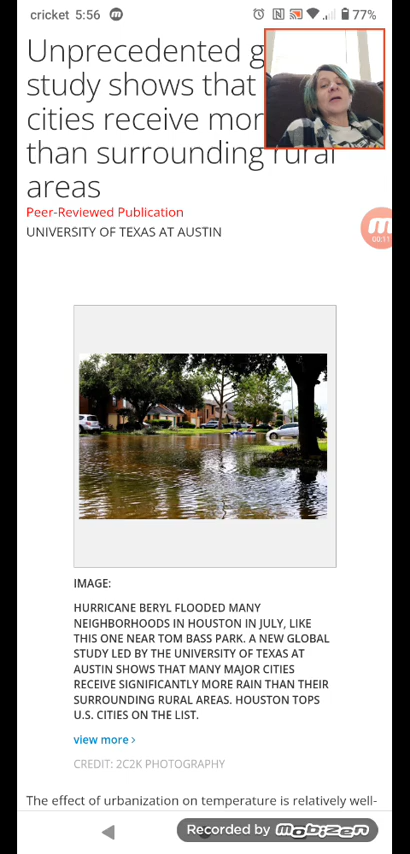 cricket 5:56 m 77%
Unprecedented g
study shows that
cities receive mor
than surrounding rural
areas
Peer-Reviewed Publication
UNIVERSITY OF TEXAS AT AUSTIN
m
00:11
IMAGE:
HURRICANE BERYL FLOODED MANY
NEIGHBORHOODS IN HOUSTON IN JULY, LIKE
THIS ONE NEAR TOM BASS PARK. A NEW GLOBAL
STUDY LED BY THE UNIVERSITY OF TEXAS AT
AUSTIN SHOWS THAT MANY MAJOR CITIES
RECEIVE SIGNIFICANTLY MORE RAIN THAN THEIR
SURROUNDING RURAL AREAS. HOUSTON TOPS
U.S. CITIES ON THE LIST.
view more >
CREDIT: 2C2K PHOTOGRAPHY
The effect of urbanization on temperature is relatively well-
Recorded by mobizen